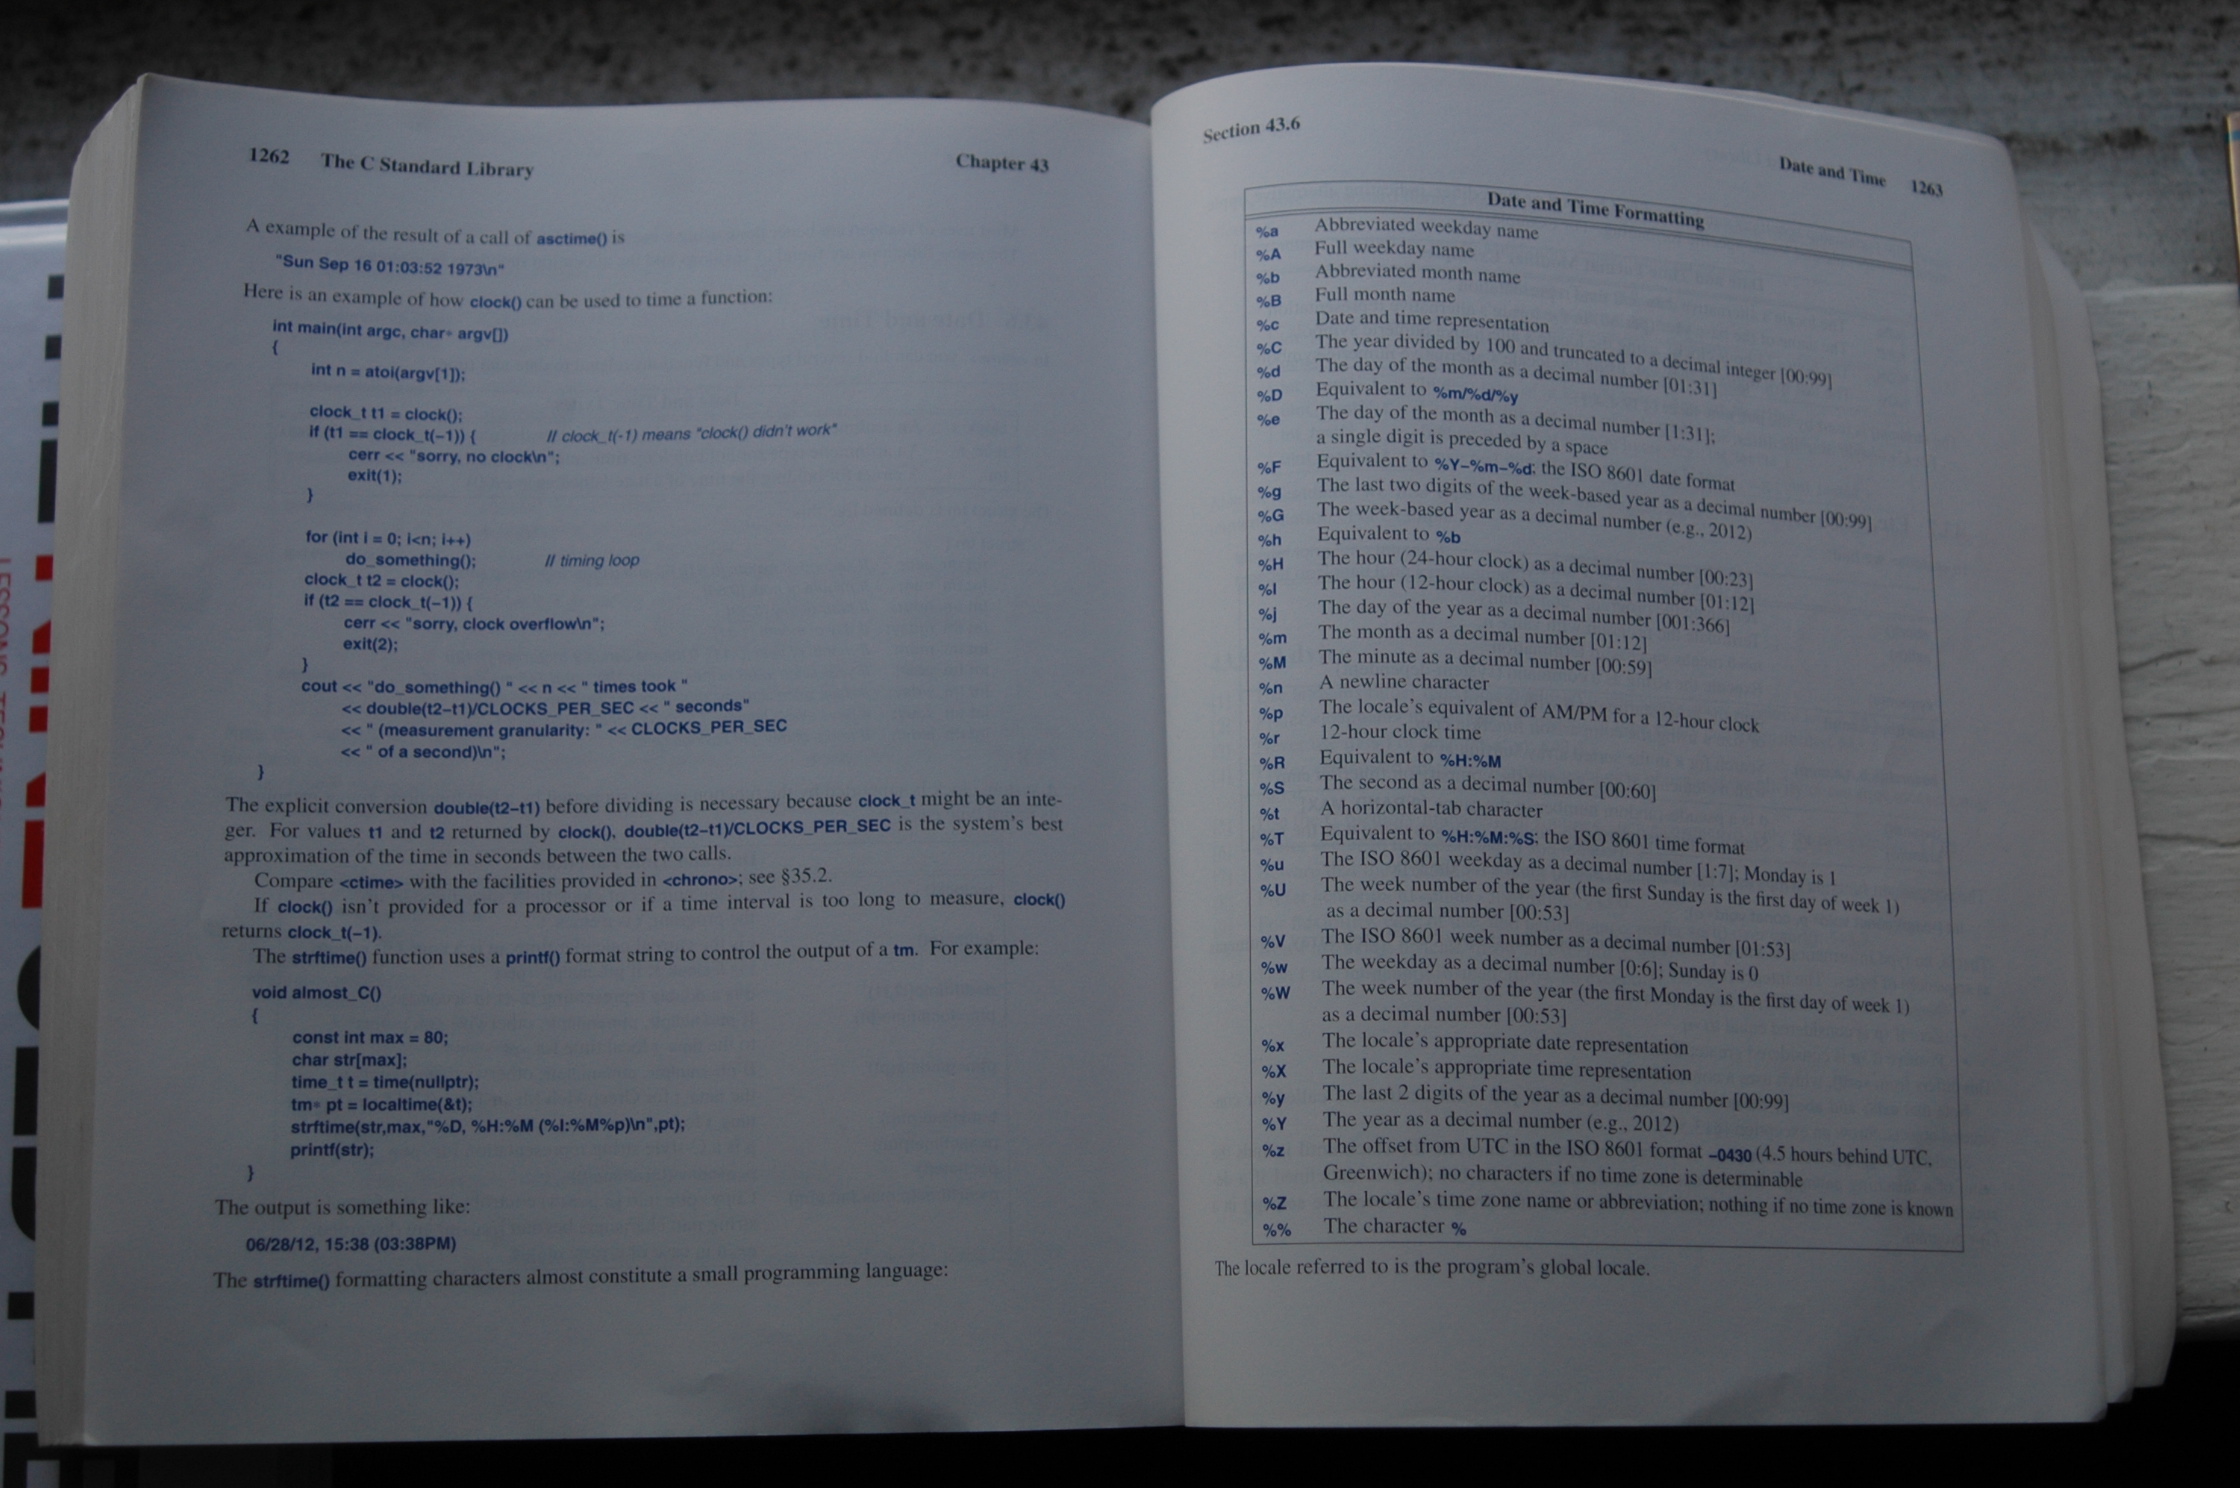 1262 The C Standard Library Chapter 43
A example of the result of a call of asctime() is
"Sun Sep 16 01:03:52 1973\n"
Here is an example of how clock() can be used to time a function:
int main(int argc, char* argv[])
{
int n = atoi(argv[1]);
clock_t t1 = clock();
if (t1 == clock_t(−1)) { // clock_t(-1) means "clock() didn't work"
cerr << "sorry, no clock\n";
exit(1);
}
for (int i = 0; i<n; i++)
do_something(); // timing loop
clock_t t2 = clock();
if (t2 == clock_t(−1)) {
cerr << "sorry, clock overflow\n";
exit(2);
}
cout << "do_something() " << n << " times took "
<< double(t2−t1)/CLOCKS_PER_SEC << " seconds"
<< " (measurement granularity: " << CLOCKS_PER_SEC
<< " of a second)\n";
}
The explicit conversion double(t2−t1) before dividing is necessary because clock_t might be an inte-
ger. For values t1 and t2 returned by clock(), double(t2−t1)/CLOCKS_PER_SEC is the system's best
approximation of the time in seconds between the two calls.
Compare <ctime> with the facilities provided in <chrono>; see §35.2.
If clock() isn't provided for a processor or if a time interval is too long to measure, clock()
returns clock_t(−1).
The strftime() function uses a printf() format string to control the output of a tm. For example:
void almost_C()
{
const int max = 80;
char str[max];
time_t t = time(nullptr);
tm* pt = localtime(&t);
strftime(str,max,"%D, %H:%M (%I:%M%p)\n",pt);
printf(str);
}
The output is something like:
06/28/12, 15:38 (03:38PM)
The strftime() formatting characters almost constitute a small programming language:
Section 43.6 Date and Time 1263
Date and Time Formatting
%a Abbreviated weekday name
%A Full weekday name
%b Abbreviated month name
%B Full month name
%c Date and time representation
%C The year divided by 100 and truncated to a decimal integer [00:99]
%d The day of the month as a decimal number [01:31]
%D Equivalent to %m/%d/%y
%e The day of the month as a decimal number [1:31];
a single digit is preceded by a space
%F Equivalent to %Y−%m−%d; the ISO 8601 date format
%g The last two digits of the week-based year as a decimal number [00:99]
%G The week-based year as a decimal number (e.g., 2012)
%h Equivalent to %b
%H The hour (24-hour clock) as a decimal number [00:23]
%I The hour (12-hour clock) as a decimal number [01:12]
%j The day of the year as a decimal number [001:366]
%m The month as a decimal number [01:12]
%M The minute as a decimal number [00:59]
%n A newline character
%p The locale's equivalent of AM/PM for a 12-hour clock
%r 12-hour clock time
%R Equivalent to %H:%M
%S The second as a decimal number [00:60]
%t A horizontal-tab character
%T Equivalent to %H:%M:%S; the ISO 8601 time format
%u The ISO 8601 weekday as a decimal number [1:7]; Monday is 1
%U The week number of the year (the first Sunday is the first day of week 1)
as a decimal number [00:53]
%V The ISO 8601 week number as a decimal number [01:53]
%w The weekday as a decimal number [0:6]; Sunday is 0
%W The week number of the year (the first Monday is the first day of week 1)
as a decimal number [00:53]
%x The locale's appropriate date representation
%X The locale's appropriate time representation
%y The last 2 digits of the year as a decimal number [00:99]
%Y The year as a decimal number (e.g., 2012)
%z The offset from UTC in the ISO 8601 format −0430 (4.5 hours behind UTC,
Greenwich); no characters if no time zone is determinable
%Z The locale's time zone name or abbreviation; nothing if no time zone is known
%% The character %
The locale referred to is the program's global locale.